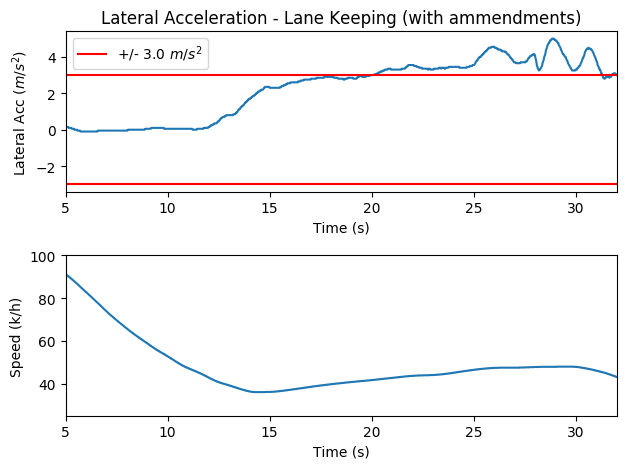 Lateral Acceleration - Lane Keeping (with ammendments)
Lateral Acc (m/s²)
+/- 3.0 m/s²
4
2
0
−2
5 10 15 20 25 30
Time (s)
Speed (k/h)
100
80
60
40
5 10 15 20 25 30
Time (s)